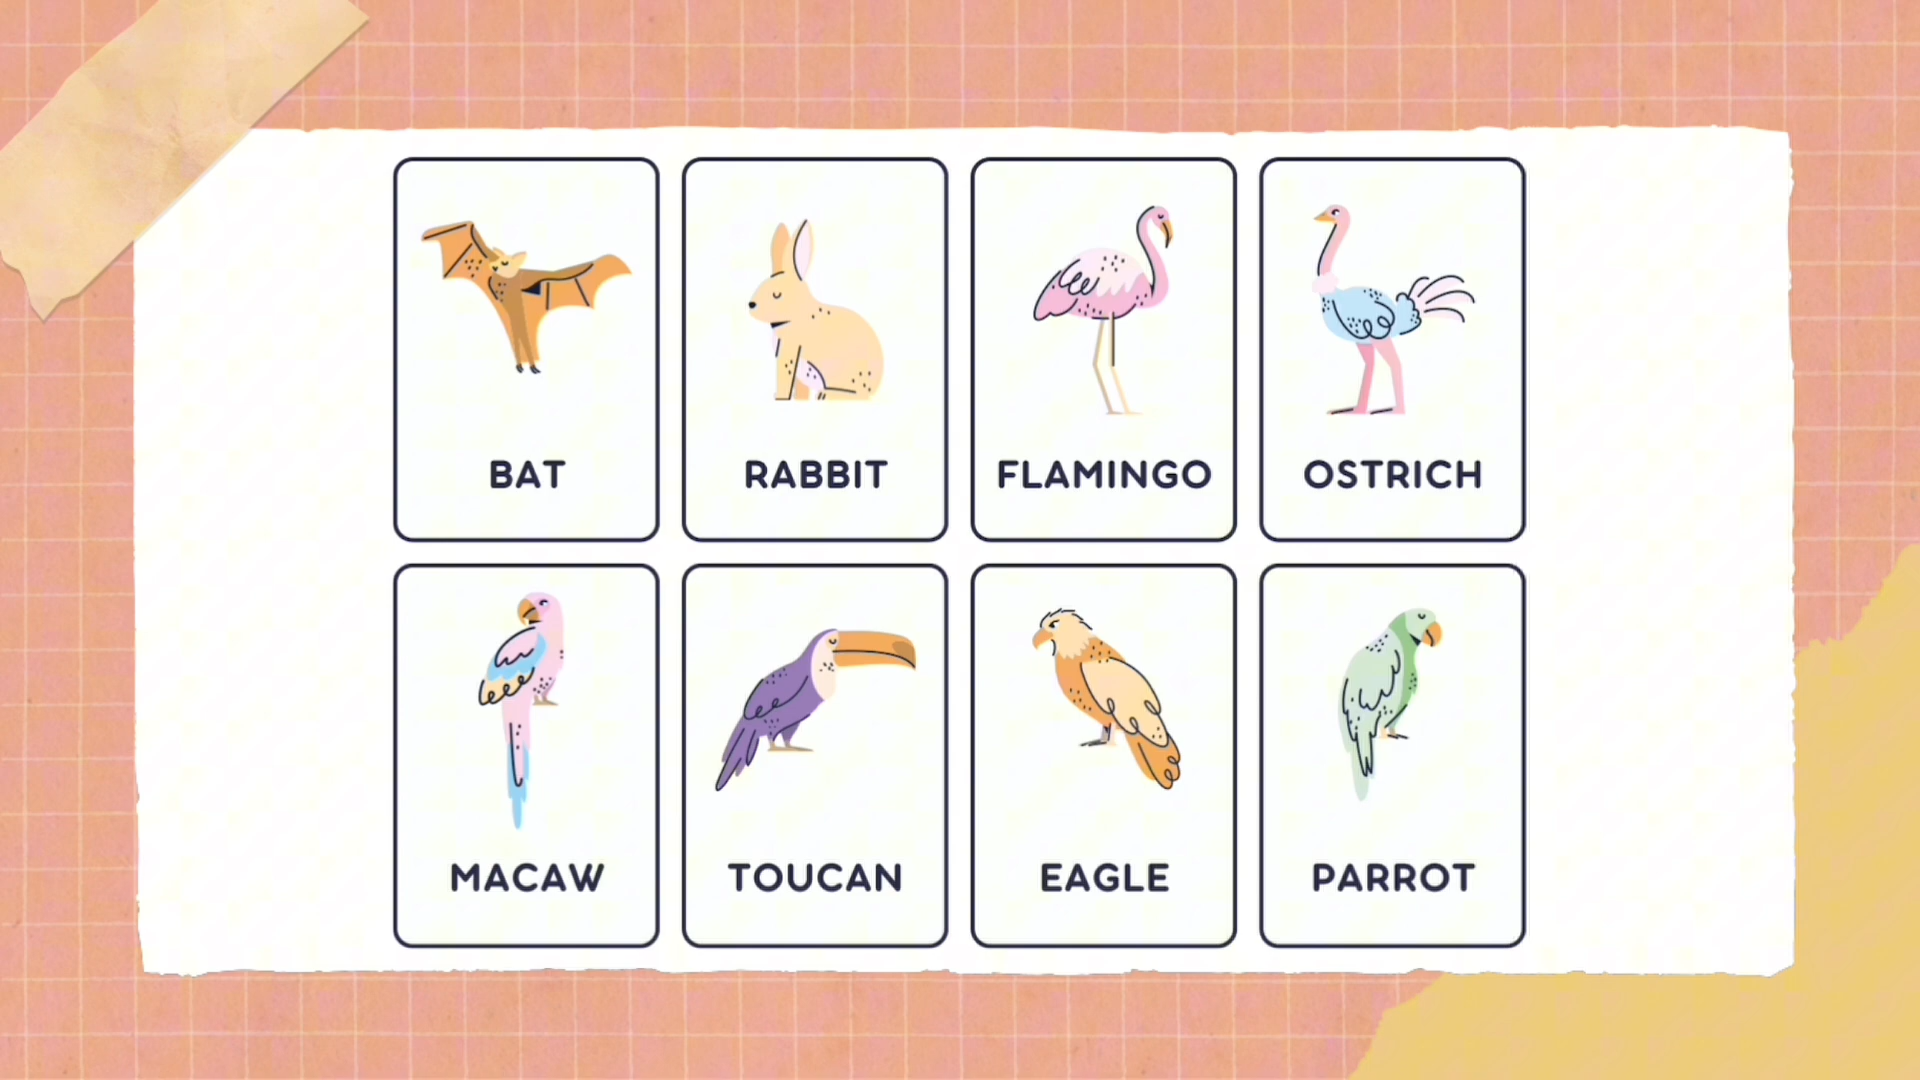 BAT
RABBIT
FLAMINGO
OSTRICH
MACAW
TOUCAN
EAGLE
PARROT